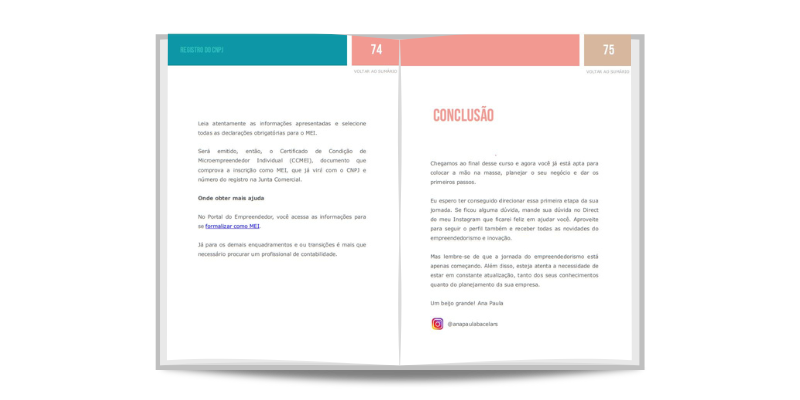 REGISTRO DO CNPJ
74
VOLTAR AO SUMÁRIO
Leia atentamente as informações apresentadas e selecione
todas as declarações obrigatórias para o MEI.
Será emitido, então, o Certificado de Condição de
Microempreendedor Individual (CCMEI), documento que
comprova a inscrição como MEI, que já virá com o CNPJ e
número do registro na Junta Comercial.
Onde obter mais ajuda
No Portal do Empreendedor, você acessa as informações para
se formalizar como MEI.
Já para os demais enquadramentos e ou transições é mais que
necessário procurar um profissional de contabilidade.
75
VOLTAR AO SUMÁRIO
CONCLUSÃO
Chegamos ao final desse curso e agora você já está apta para
colocar a mão na massa, planejar o seu negócio e dar os
primeiros passos.
Eu espero ter conseguido direcionar essa primeira etapa da sua
jornada. Se ficou alguma dúvida, mande sua dúvida no Direct
do meu Instagram que ficarei feliz em ajudar você. Aproveite
para seguir o perfil também e receber todas as novidades do
empreendedorismo e inovação.
Mas lembre-se de que a jornada do empreendedorismo está
apenas começando. Além disso, esteja atenta a necessidade de
estar em constante atualização, tanto dos seus conhecimentos
quanto do planejamento da sua empresa.
Um beijo grande! Ana Paula
@anapaulabacelars